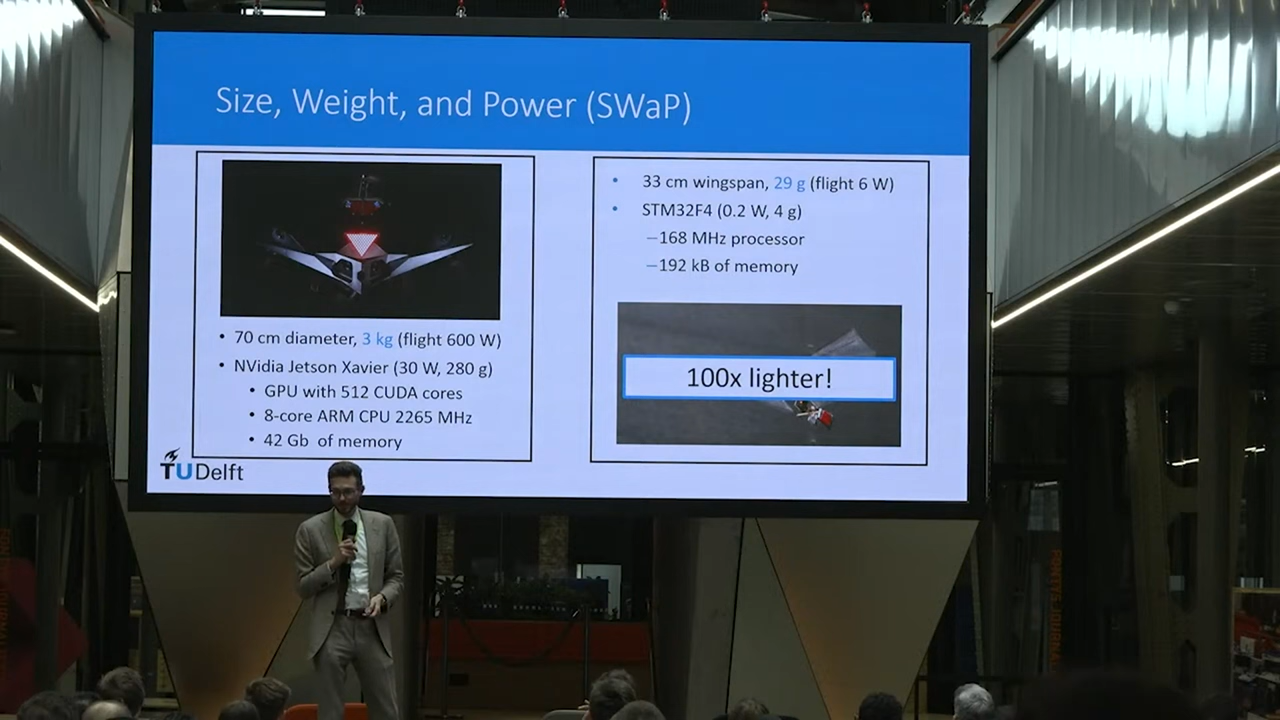 Size, Weight, and Power (SWaP)
• 70 cm diameter, 3 kg (flight 600 W)
• NVidia Jetson Xavier (30 W, 280 g)
• GPU with 512 CUDA cores
• 8-core ARM CPU 2265 MHz
• 42 Gb of memory
• 33 cm wingspan, 29 g (flight 6 W)
• STM32F4 (0.2 W, 4 g)
–168 MHz processor
–192 kB of memory
100x lighter!
TUDelft